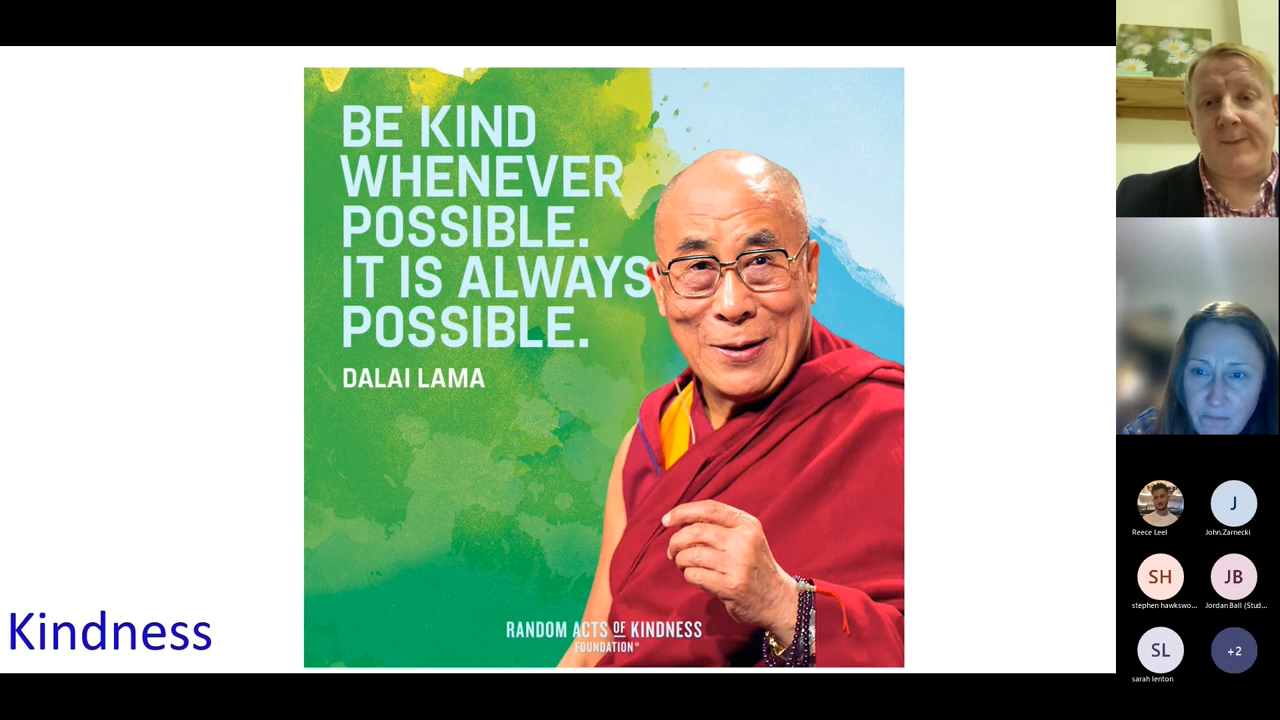 BE KIND
WHENEVER
POSSIBLE.
IT IS ALWAYS
POSSIBLE.
DALAI LAMA
RANDOM ACTS OF KINDNESS
FOUNDATION®
Kindness
Reece Leel
J
John.Zarnecki
SH
stephen hawkswo...
JB
Jordan Ball (Stud...
SL
sarah lenton
+2